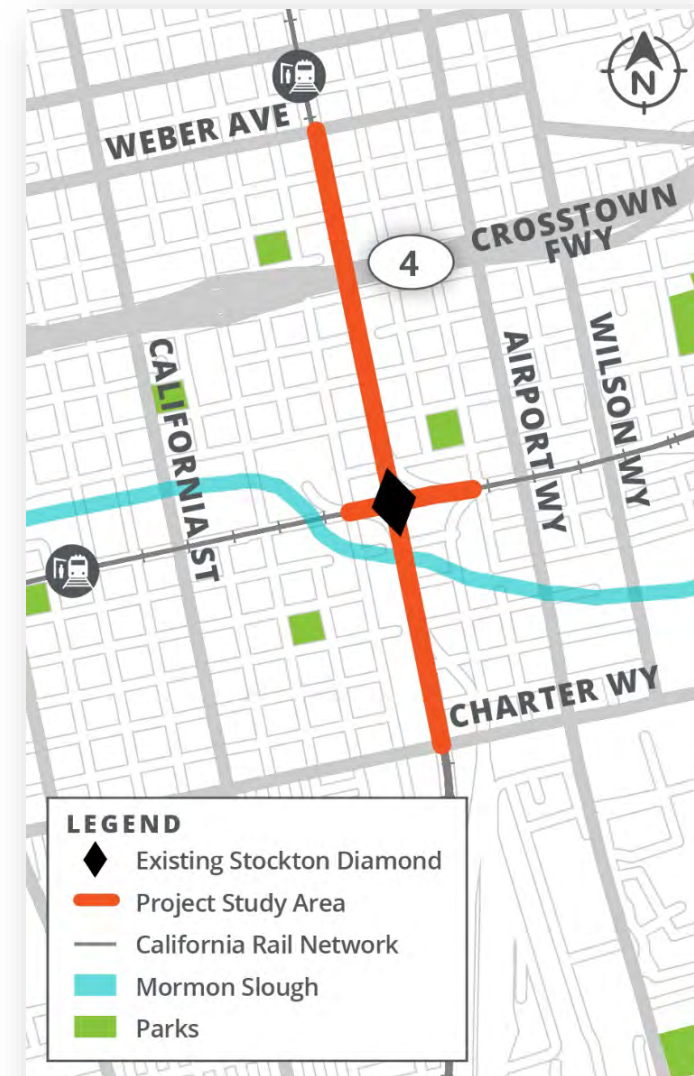 N
WEBER AVE
CROSSTOWN
FWY
4
CALIFORNIA ST
AIRPORT WY
WILSON WY
CHARTER WY
LEGEND
Existing Stockton Diamond
Project Study Area
California Rail Network
Mormon Slough
Parks